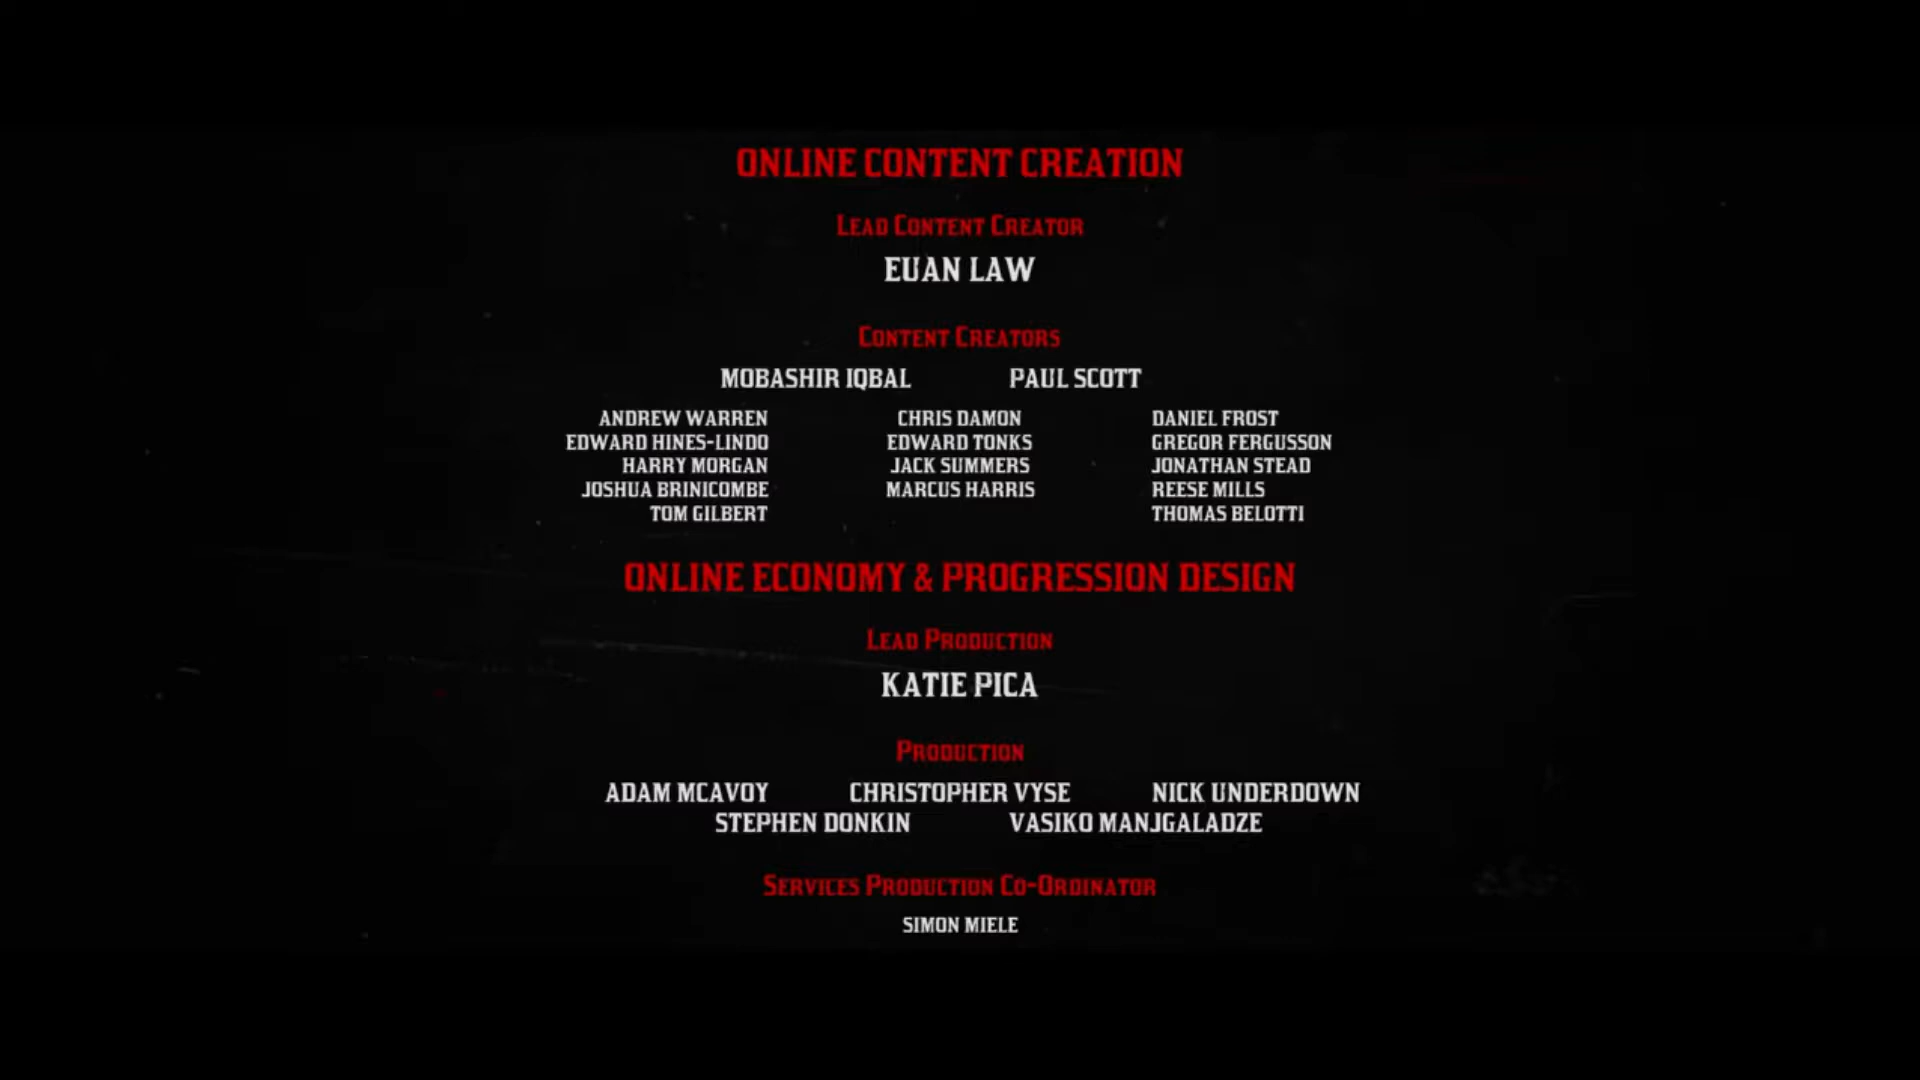 ONLINE CONTENT CREATION
LEAD CONTENT CREATOR
EUAN LAW
CONTENT CREATORS
MOBASHIR IQBAL PAUL SCOTT
ANDREW WARREN CHRIS DAMON DANIEL FROST
EDWARD HINES-LINDO EDWARD TONKS GREGOR FERGUSSON
HARRY MORGAN JACK SUMMERS JONATHAN STEAD
JOSHUA BRINICOMBE MARCUS HARRIS REESE MILLS
TOM GILBERT THOMAS BELOTTI
ONLINE ECONOMY & PROGRESSION DESIGN
LEAD PRODUCTION
KATIE PICA
PRODUCTION
ADAM MCAVOY CHRISTOPHER VYSE NICK UNDERDOWN
STEPHEN DONKIN VASIKO MANJGALADZE
SERVICES PRODUCTION CO-ORDINATOR
SIMON MIELE